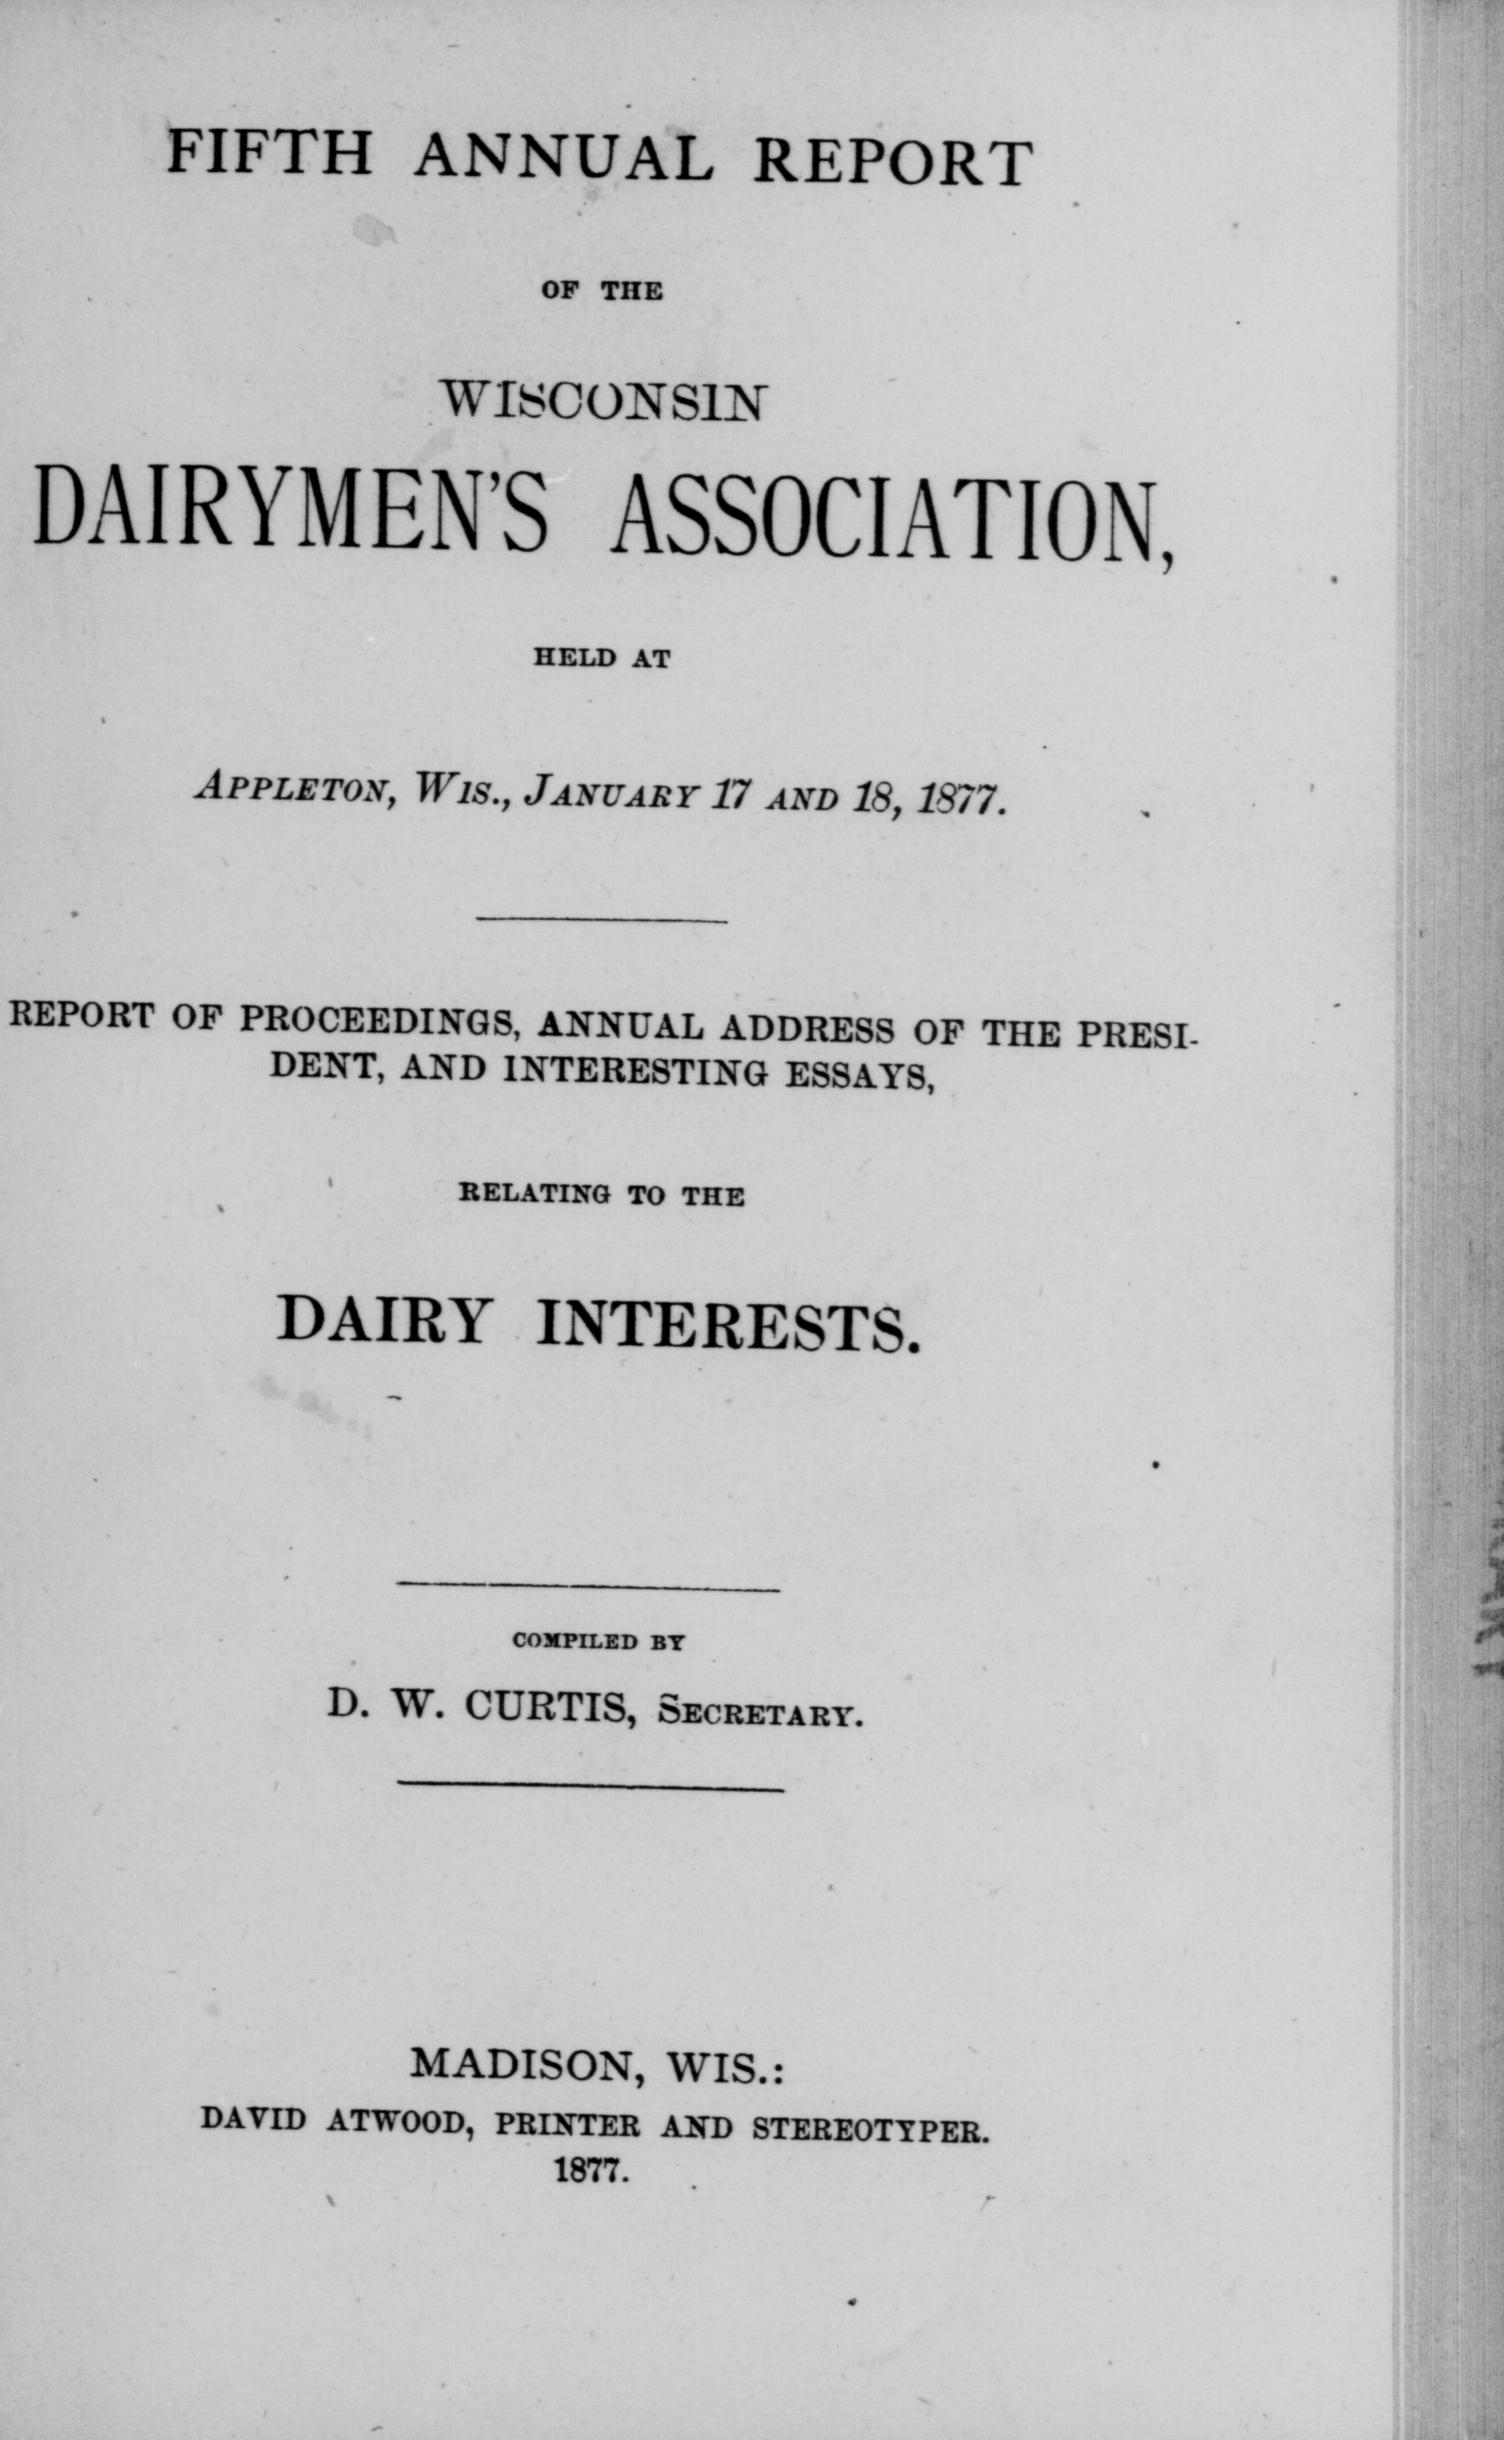 FIFTH ANNUAL REPORT
OF THE
WISCONSIN
DAIRYMEN'S ASSOCIATION,
HELD AT
APPLETON, WIS., JANUARY 17 AND 18, 1877.
REPORT OF PROCEEDINGS, ANNUAL ADDRESS OF THE PRESI-
DENT, AND INTERESTING ESSAYS,
RELATING TO THE
DAIRY INTERESTS.
COMPILED BY
D. W. CURTIS, SECRETARY.
MADISON, WIS.:
DAVID ATWOOD, PRINTER AND STEREOTYPER.
1877.